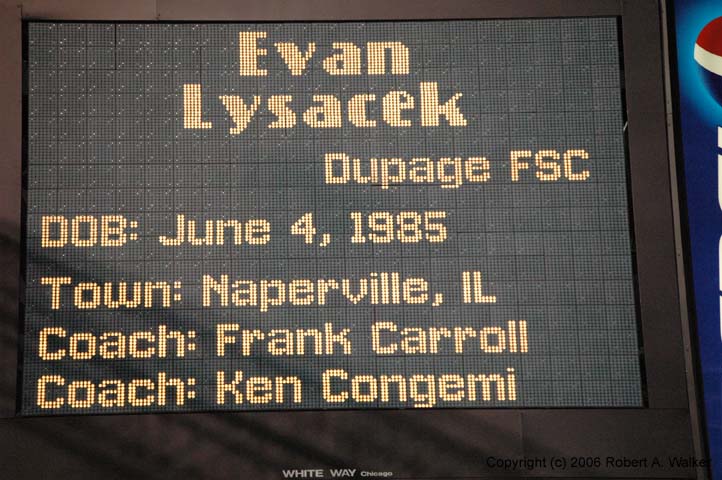 Evan
Lysacek
Dupage FSC
DOB: June 4, 1985
Town: Naperville, IL
Coach: Frank Carroll
Coach: Ken Congemi
WHITE WAY Chicago
Copyright (c) 2006 Robert A. Walker